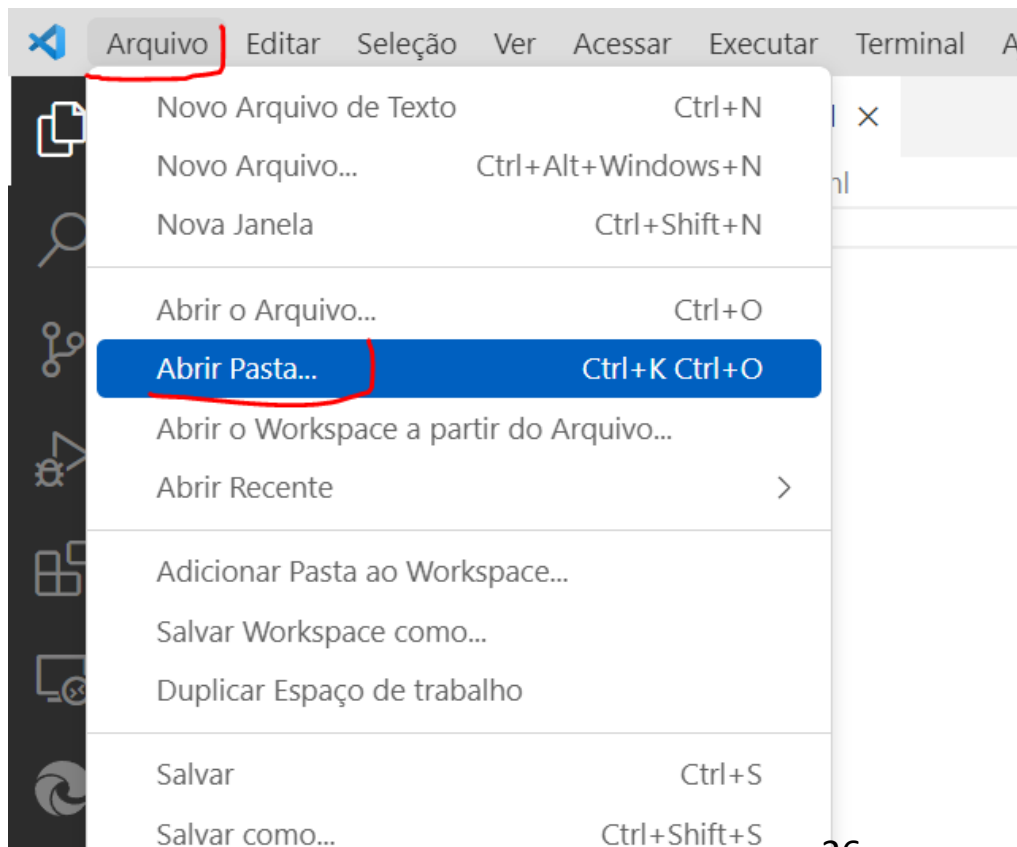 Arquivo Editar Seleção Ver Acessar Executar Terminal A
Novo Arquivo de Texto Ctrl+N
Novo Arquivo... Ctrl+Alt+Windows+N
Nova Janela Ctrl+Shift+N
Abrir o Arquivo... Ctrl+O
Abrir Pasta... Ctrl+K Ctrl+O
Abrir o Workspace a partir do Arquivo...
Abrir Recente
Adicionar Pasta ao Workspace...
Salvar Workspace como...
Duplicar Espaço de trabalho
Salvar Ctrl+S
Salvar como... Ctrl+Shift+S